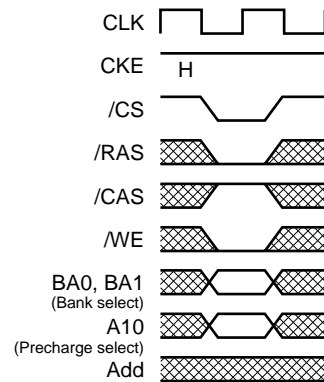 CLK
CKE
H
/CS
/RAS
/CAS
/WE
BA0, BA1
(Bank select)
A10
(Precharge select)
Add